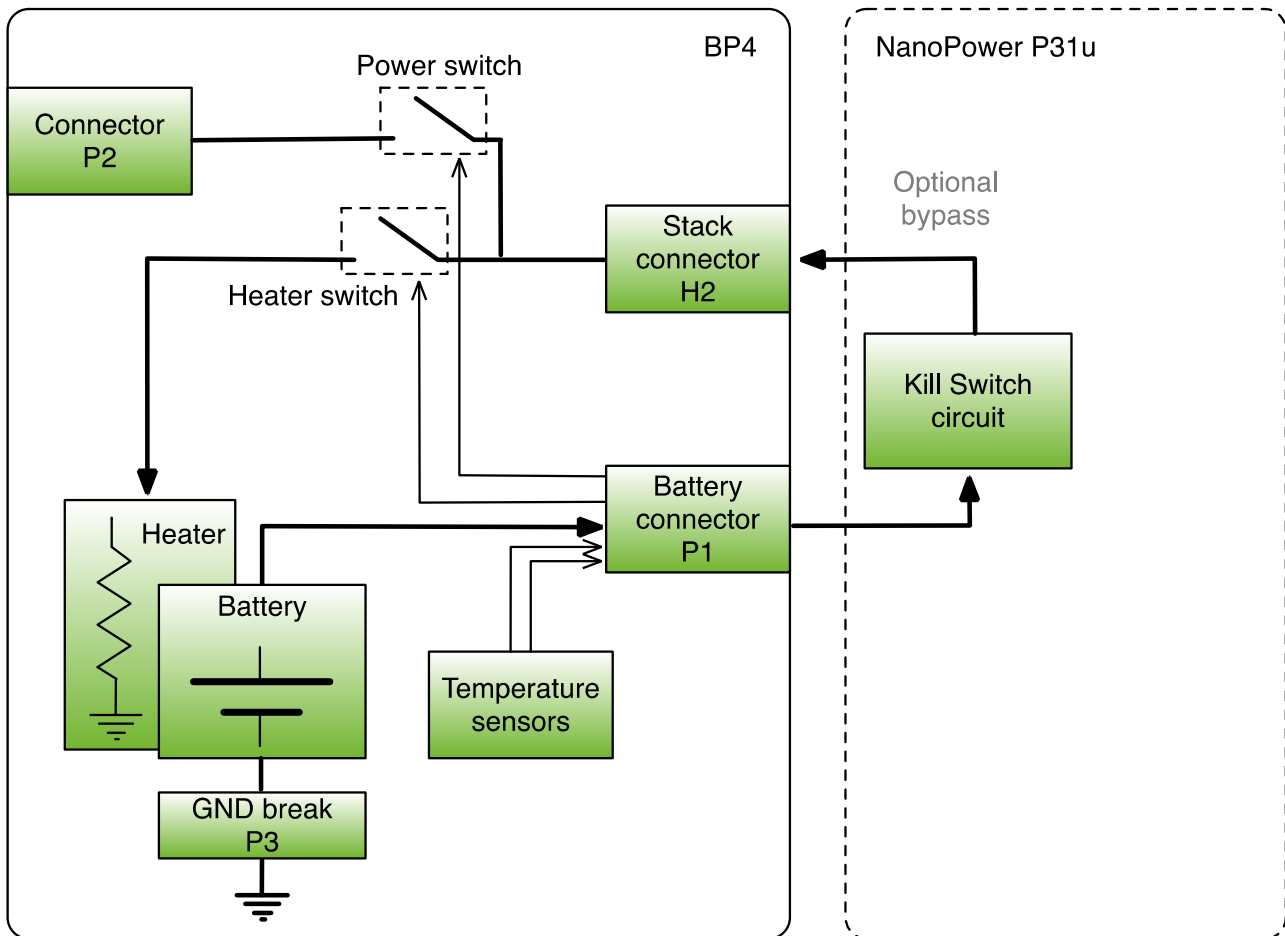 BP4
NanoPower P31u
Power switch
Connector
P2
Optional
bypass
Stack
connector
H2
Heater switch
Kill Switch
circuit
Battery
connector
P1
Heater
Battery
Temperature
sensors
GND break
P3